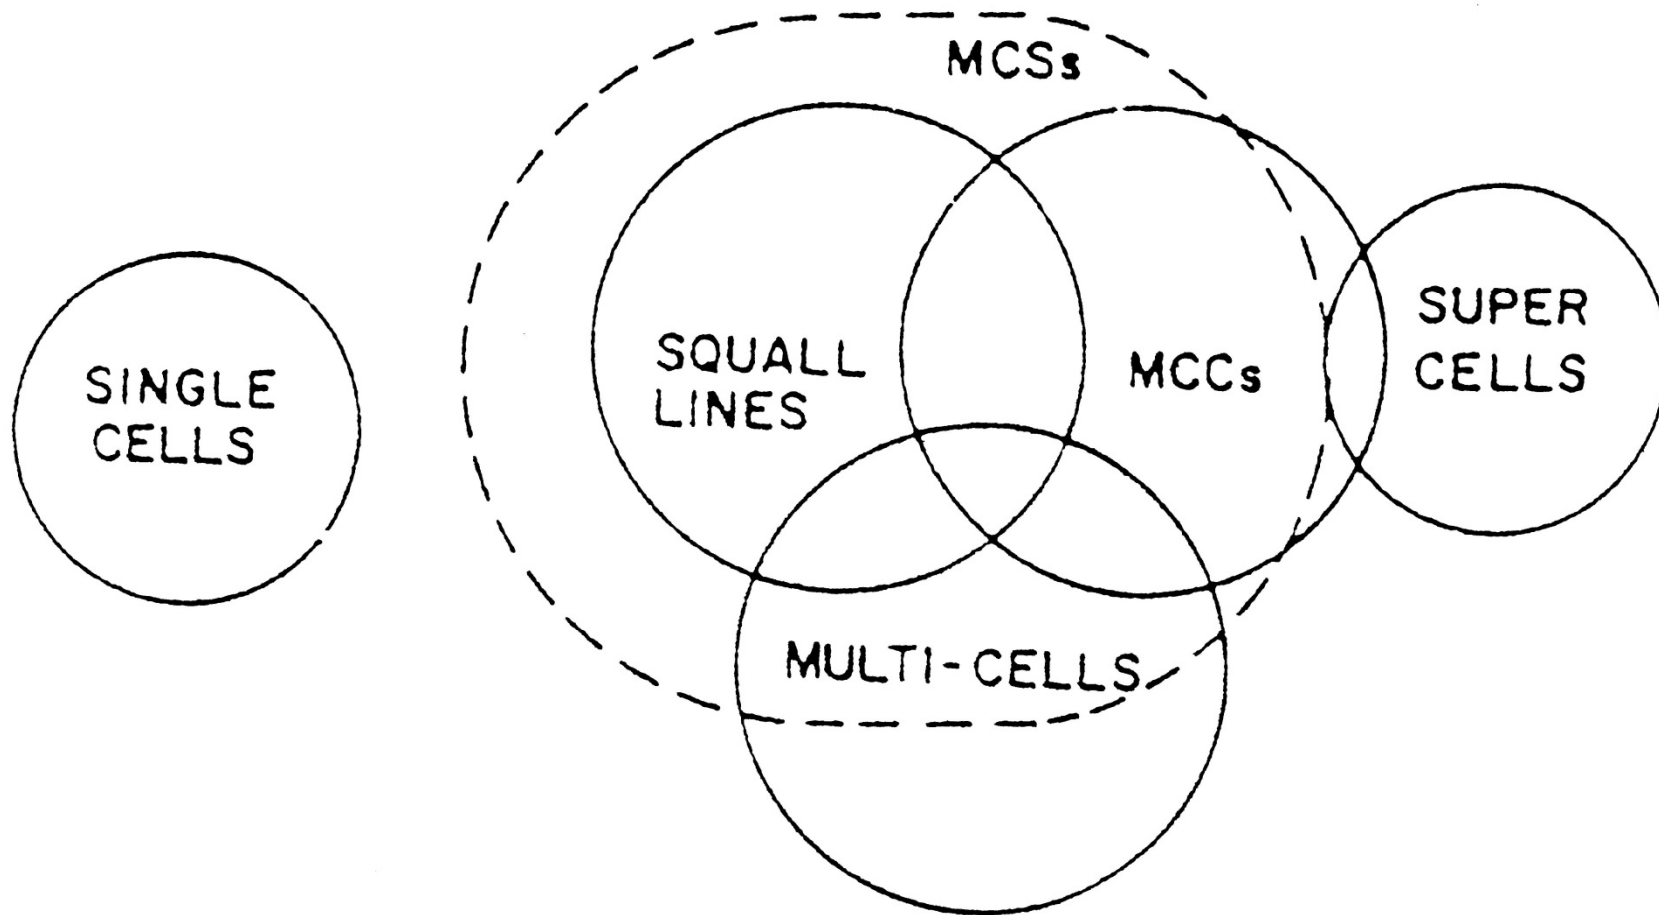 MCSs
SINGLE
CELLS
SQUALL
LINES
MCCs
SUPER
CELLS
MULTI-CELLS